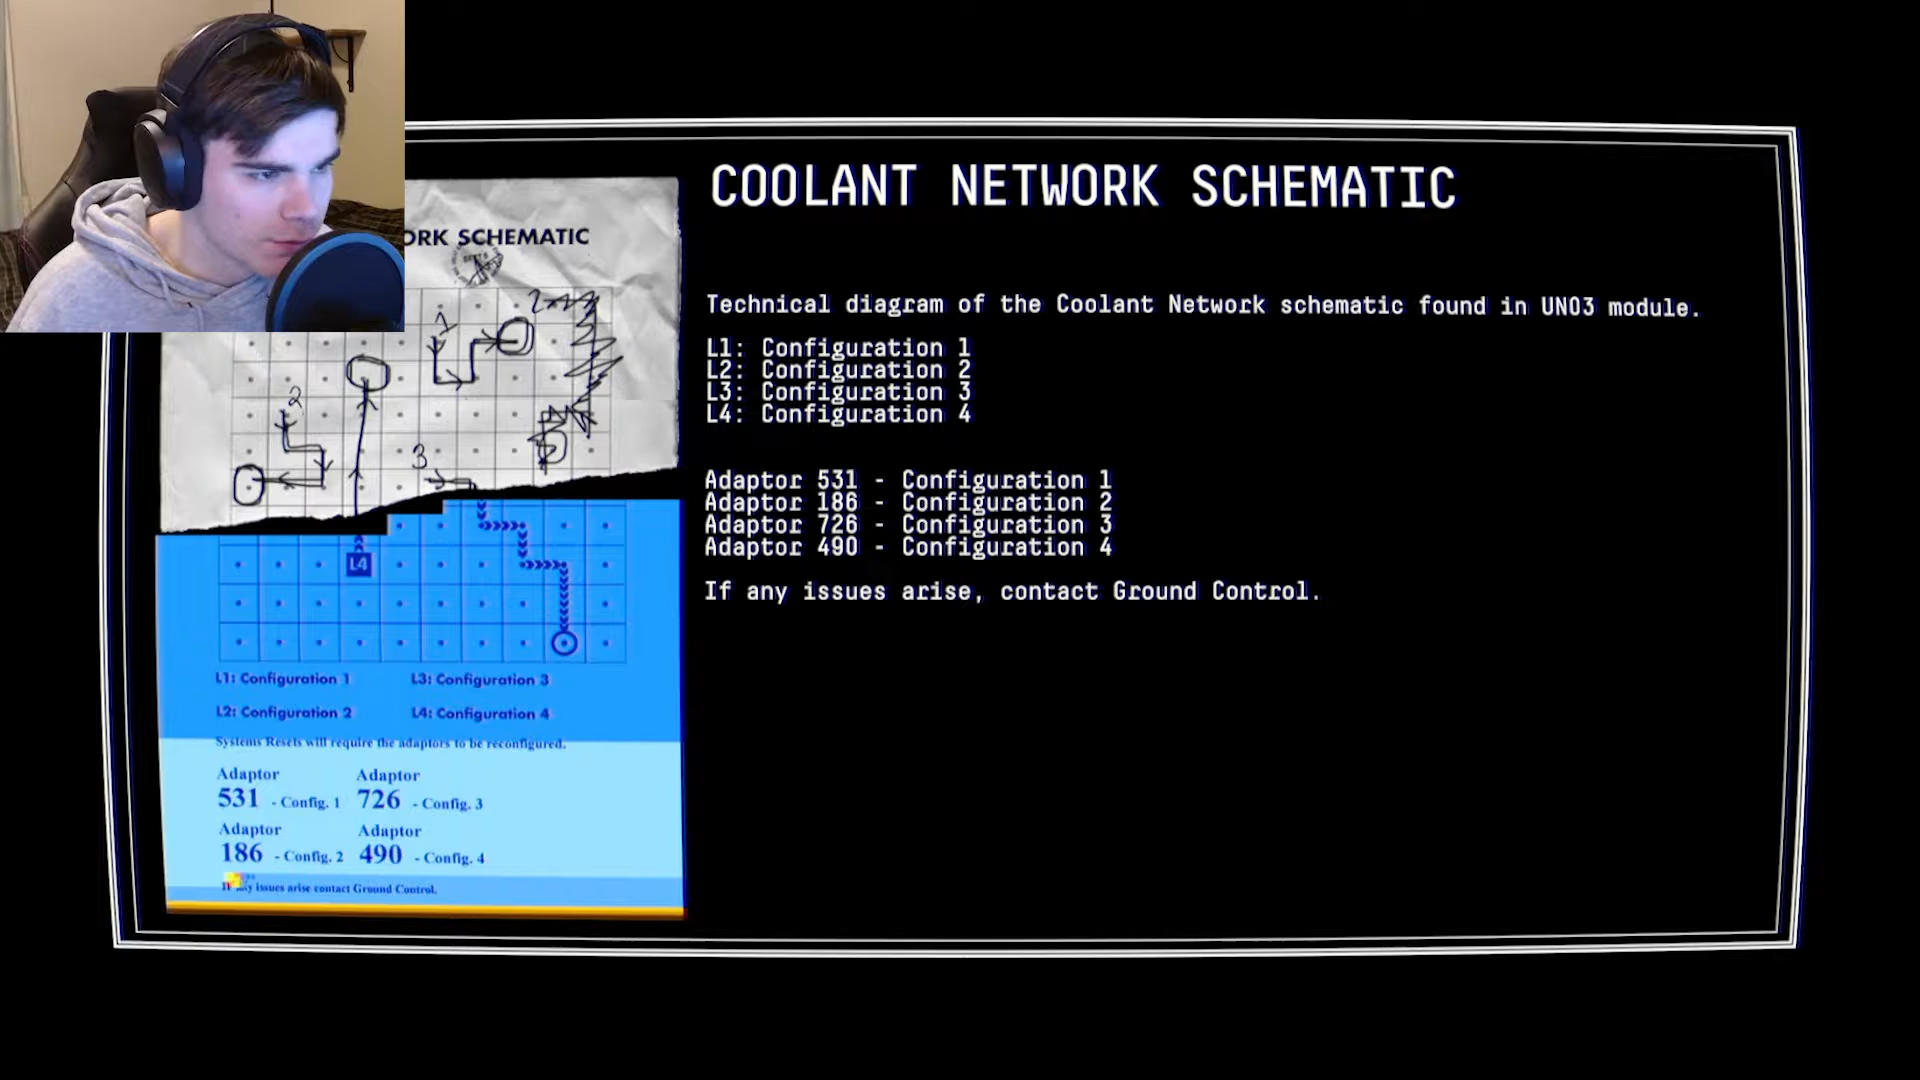 COOLANT NETWORK SCHEMATIC
Technical diagram of the Coolant Network schematic found in UNO3 module.
L1: Configuration 1
L2: Configuration 2
L3: Configuration 3
L4: Configuration 4
Adaptor 531 - Configuration 1
Adaptor 186 - Configuration 2
Adaptor 726 - Configuration 3
Adaptor 490 - Configuration 4
If any issues arise, contact Ground Control.
ORK SCHEMATIC
1
2
2
3
L4
L1: Configuration 1 L3: Configuration 3
L2: Configuration 2 L4: Configuration 4
Systems Resets will require the adaptors to be reconfigured.
Adaptor Adaptor
531 - Config. 1 726 - Config. 3
Adaptor Adaptor
186 - Config. 2 490 - Config. 4
issues arise contact Ground Control.